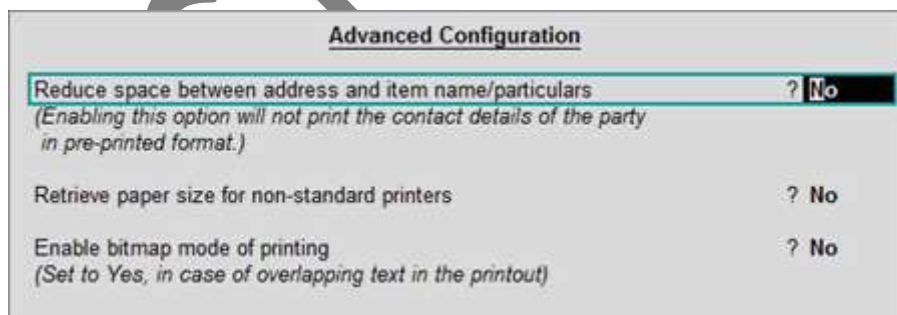 Advanced Configuration
Reduce space between address and item name/particulars ? No
(Enabling this option will not print the contact details of the party
in pre-printed format.)
Retrieve paper size for non-standard printers ? No
Enable bitmap mode of printing ? No
(Set to Yes, in case of overlapping text in the printout)